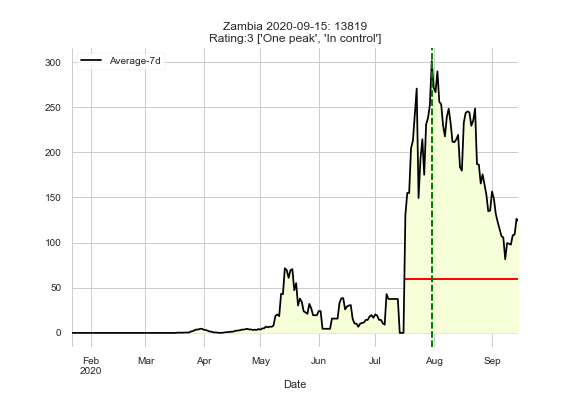 Zambia 2020-09-15: 13819
Rating:3 ['One peak', 'In control']
Average-7d
300
250
200
150
100
50
0
Feb Mar Apr May Jun Jul Aug Sep
2020
Date